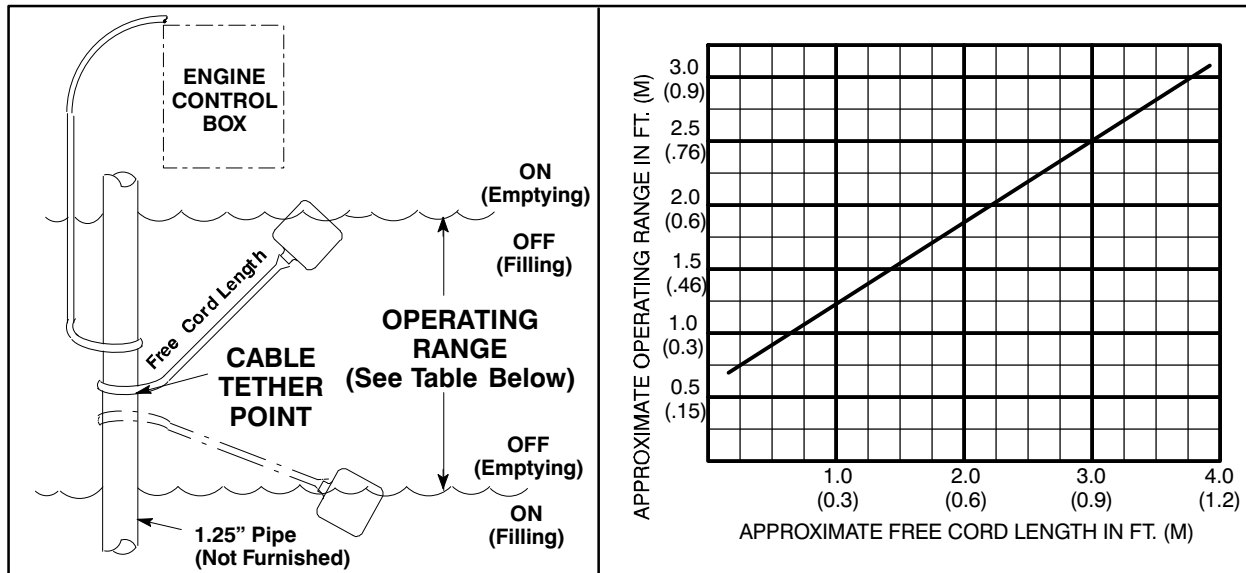 ENGINE
CONTROL
BOX
ON
(Emptying)
OFF
(Filling)
Free Cord Length
OPERATING
RANGE
(See Table Below)
CABLE
TETHER
POINT
OFF
(Emptying)
ON
(Filling)
1.25” Pipe
(Not Furnished)
APPROXIMATE OPERATING RANGE IN FT. (M)
3.0
(0.9)
2.5
(.76)
2.0
(0.6)
1.5
(.46)
1.0
(0.3)
0.5
(.15)
1.0 2.0 3.0 4.0
(0.3) (0.6) (0.9) (1.2)
APPROXIMATE FREE CORD LENGTH IN FT. (M)